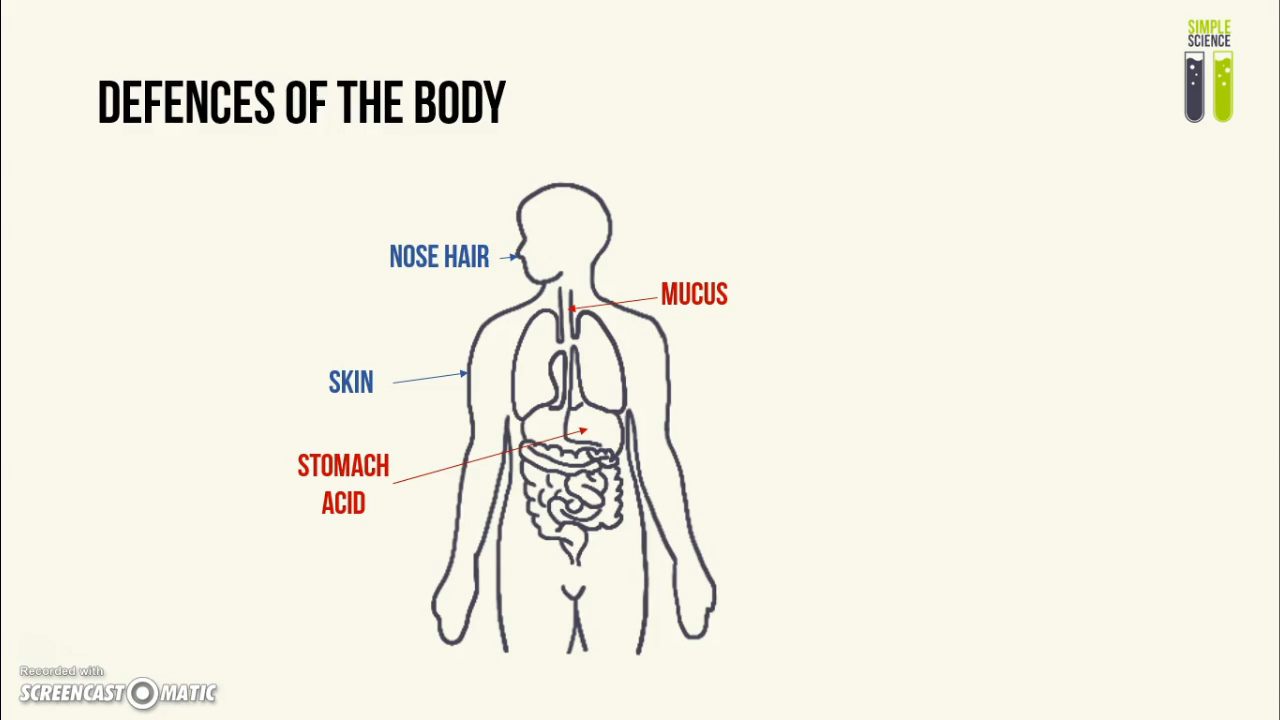 SIMPLE
SCIENCE
DEFENCES OF THE BODY
NOSE HAIR
MUCUS
SKIN
STOMACH
ACID
Recorded with
SCREENCAST MATIC